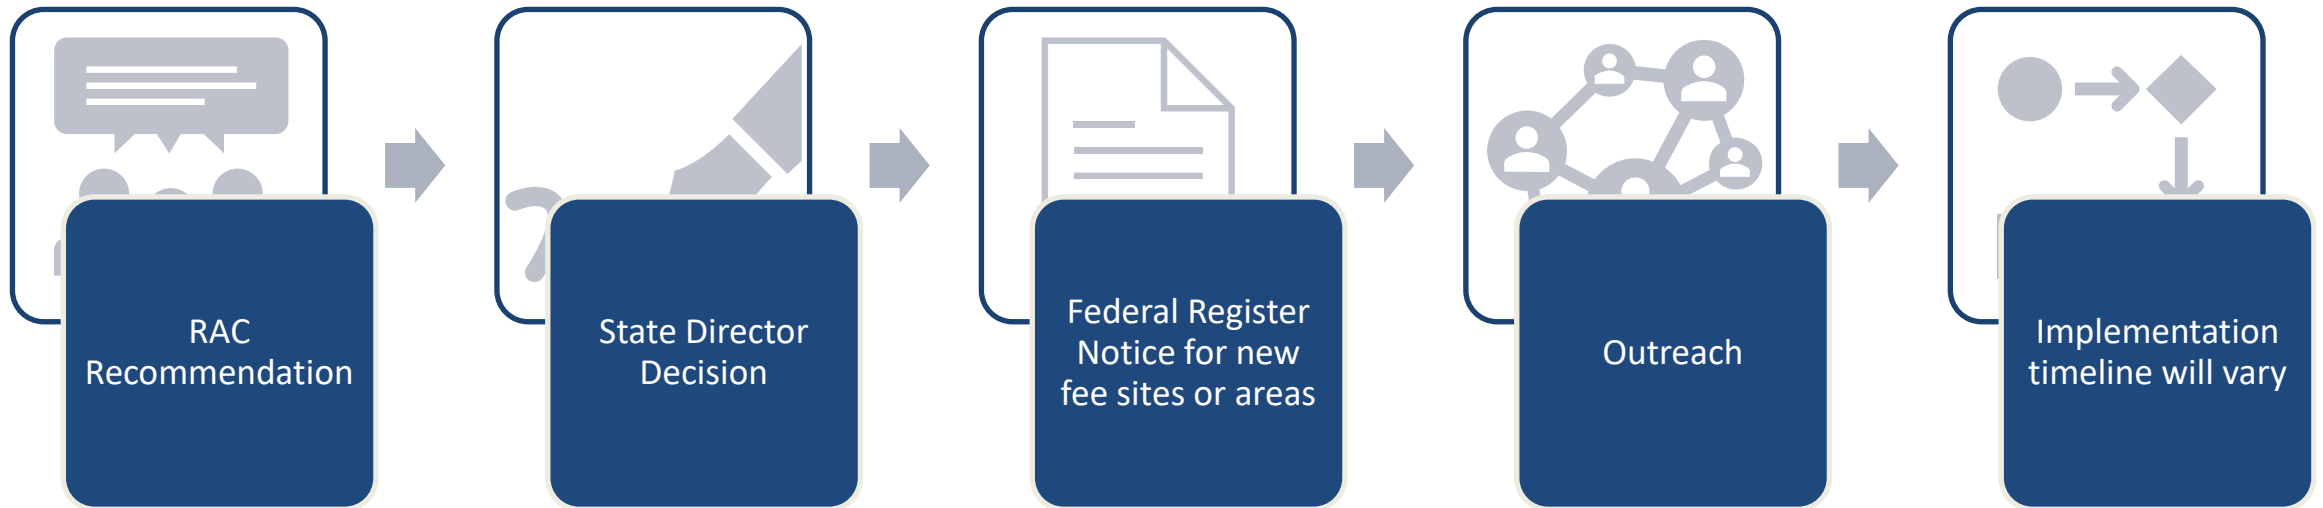 RAC
Recommendation
State Director
Decision
Federal Register
Notice for new
fee sites or areas
Outreach
Implementation
timeline will vary